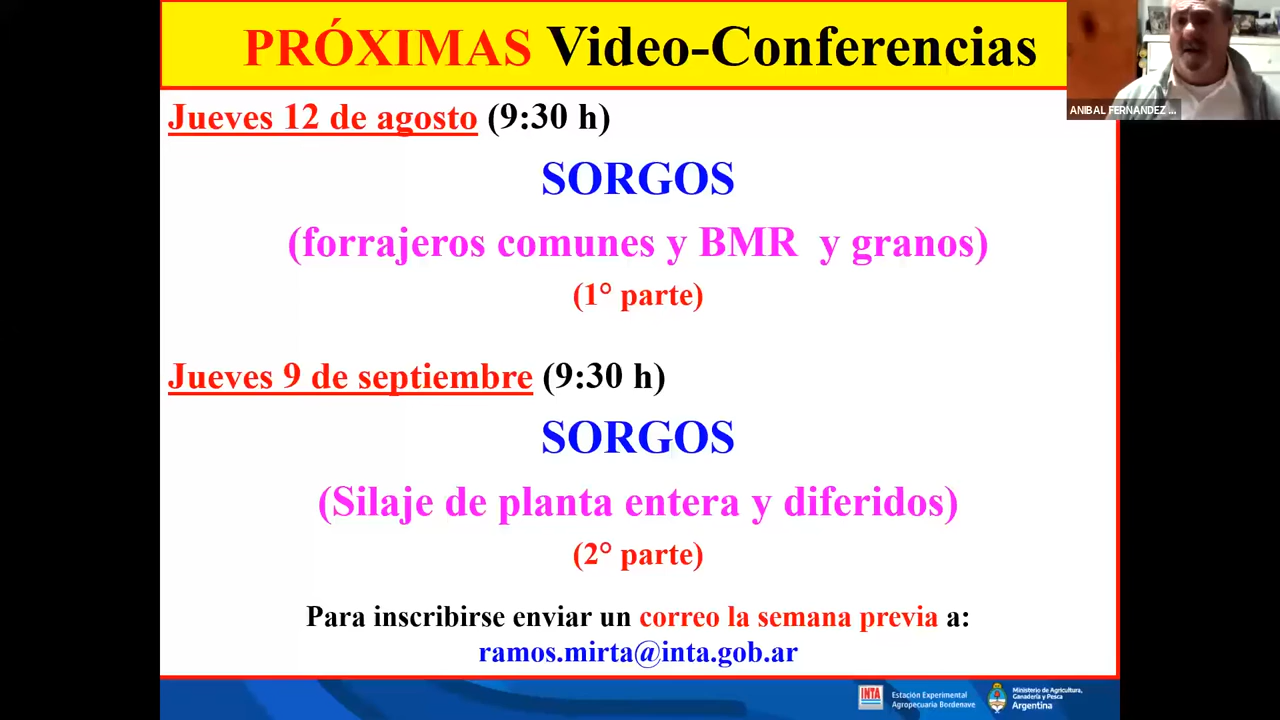 PRÓXIMAS Video-Conferencias
ANIBAL FERNANDEZ ...
Jueves 12 de agosto (9:30 h)
SORGOS
(forrajeros comunes y BMR y granos)
(1° parte)
Jueves 9 de septiembre (9:30 h)
SORGOS
(Silaje de planta entera y diferidos)
(2° parte)
Para inscribirse enviar un correo la semana previa a:
ramos.mirta@inta.gob.ar
INTA
Estación Experimental
Agropecuaria Bordenave
Ministerio de Agricultura,
Ganadería y Pesca
Argentina